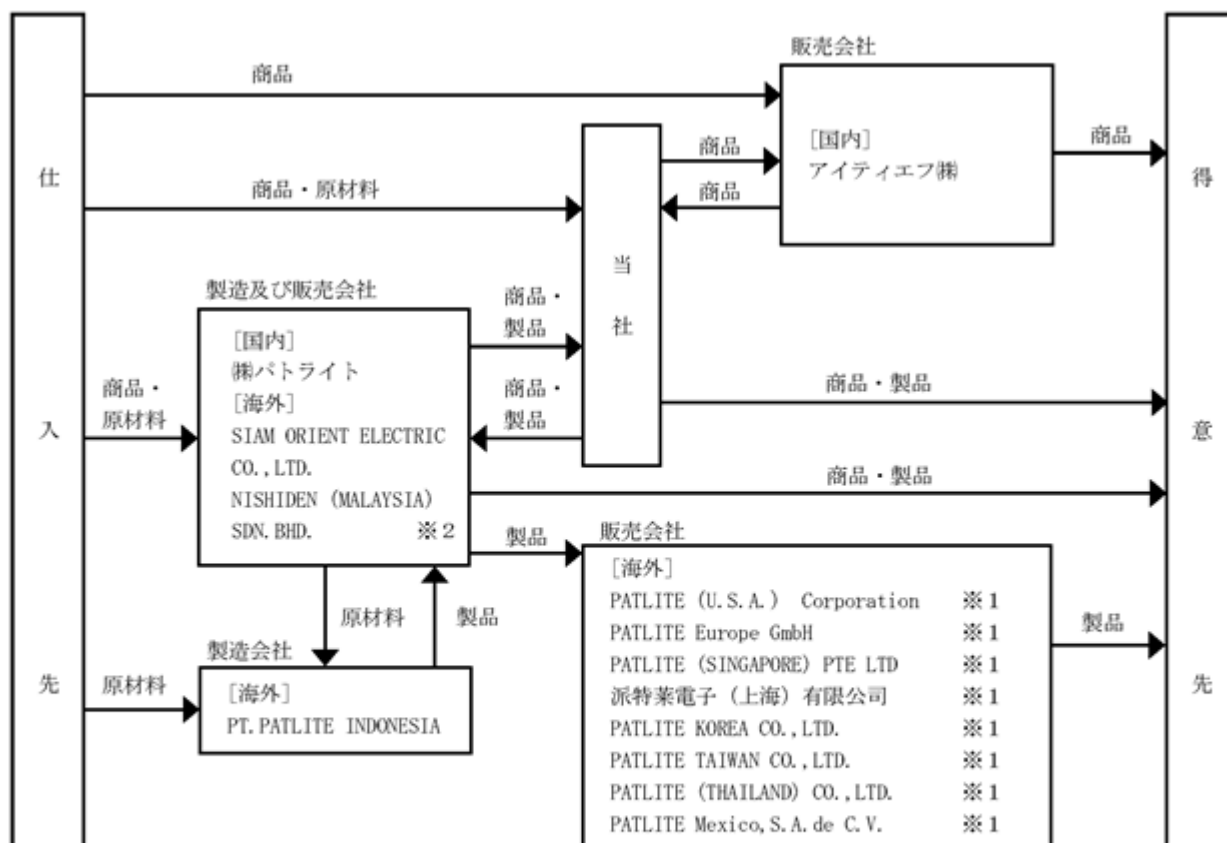 仕入先
商品
商品・原材料
商品・
原材料
原材料
製造及び販売会社
[国内]
㈱パトライト
[海外]
SIAM ORIENT ELECTRIC
CO.,LTD.
NISHIDEN (MALAYSIA)
SDN.BHD. ※2
原材料
製品
製造会社
[海外]
PT.PATLITE INDONESIA
商品・
製品
商品・
製品
製品
当社
商品
商品
販売会社
[国内]
アイティエフ㈱
商品
商品・製品
商品・製品
販売会社
[海外]
PATLITE (U.S.A.) Corporation ※1
PATLITE Europe GmbH ※1
PATLITE (SINGAPORE) PTE LTD ※1
派特莱電子（上海）有限公司 ※1
PATLITE KOREA CO.,LTD. ※1
PATLITE TAIWAN CO.,LTD. ※1
PATLITE (THAILAND) CO.,LTD. ※1
PATLITE Mexico,S.A.de C.V. ※1
製品
得意先